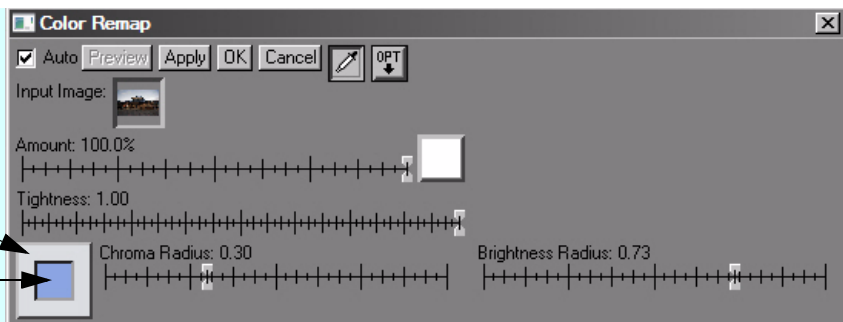 Color Remap
Auto Preview Apply OK Cancel OPT
Input Image:
Amount: 100.0%
Tightness: 1.00
Chroma Radius: 0.30 Brightness Radius: 0.73